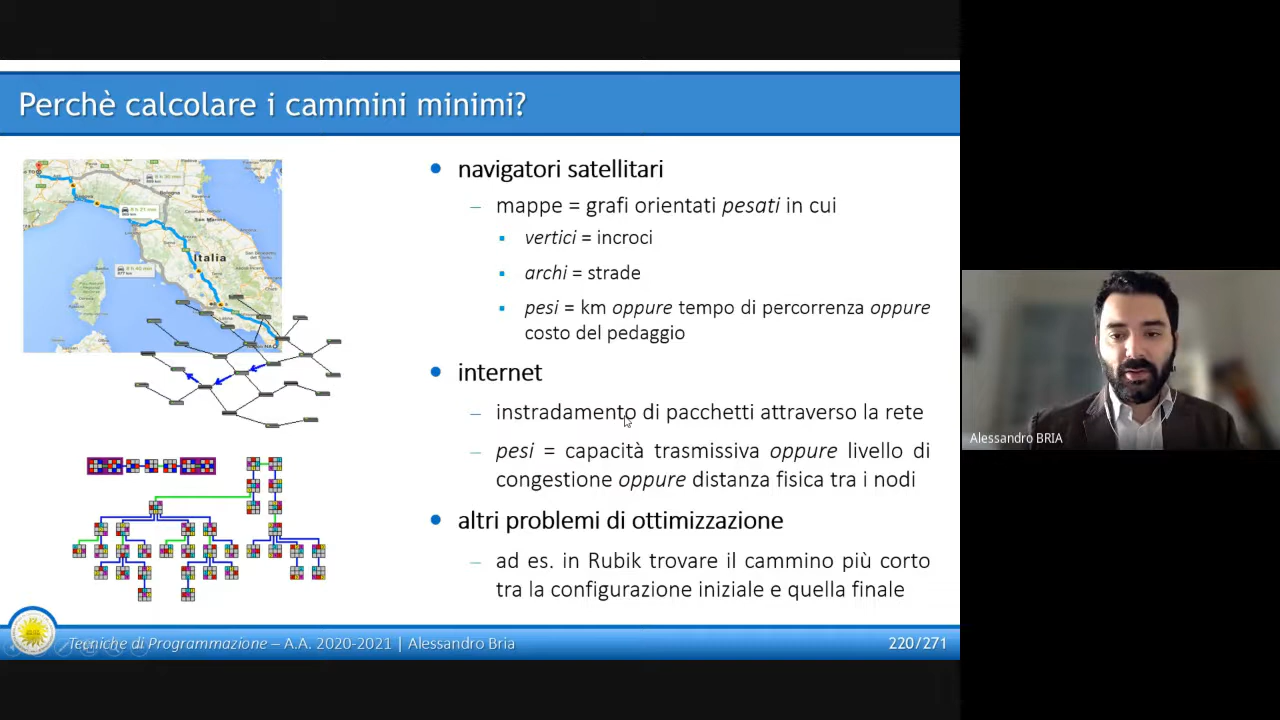 Perchè calcolare i cammini minimi?
navigatori satellitari
– mappe = grafi orientati pesati in cui
vertici = incroci
archi = strade
pesi = km oppure tempo di percorrenza oppure
costo del pedaggio
internet
– instradamento di pacchetti attraverso la rete
– pesi = capacità trasmissiva oppure livello di
congestione oppure distanza fisica tra i nodi
altri problemi di ottimizzazione
– ad es. in Rubik trovare il cammino più corto
tra la configurazione iniziale e quella finale
Italia
Tecniche di Programmazione – A.A. 2020-2021 | Alessandro Bria
220/271
Alessandro BRIA